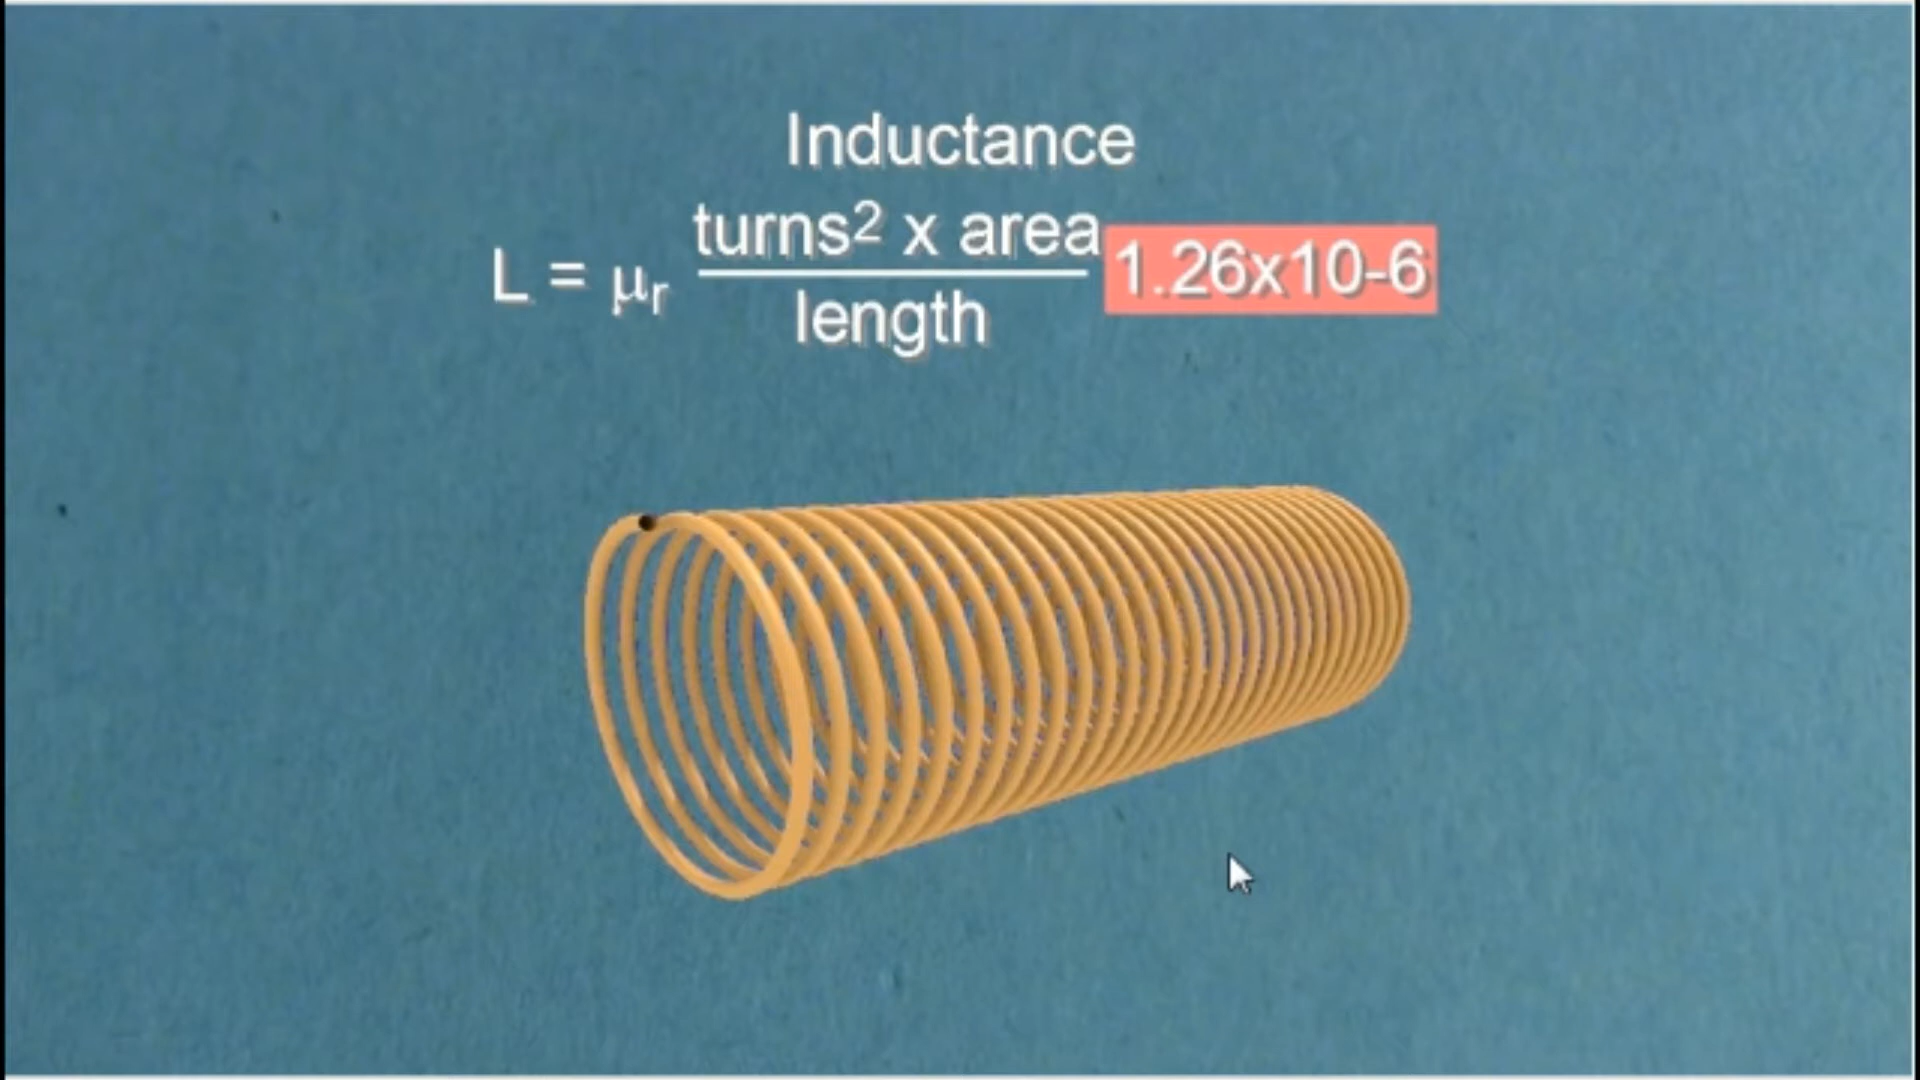 Inductance
L = μr turns² x area 1.26x10-6
length